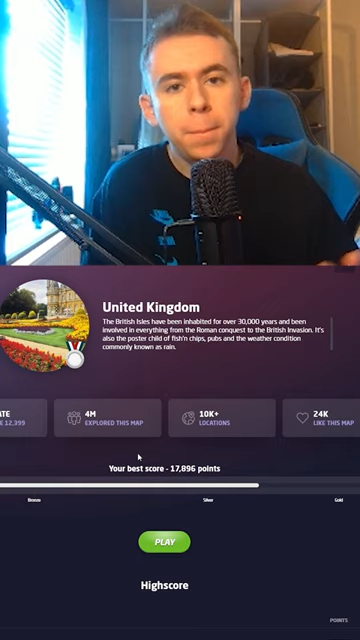 United Kingdom
The British Isles have been inhabited for over 30,000 years and been
involved in everything from the Roman conquest to the British Invasion. It's
also the poster child of fish'n chips, pubs and the weather condition
commonly known as rain.
ATE
E 12,399
4M
EXPLORED THIS MAP
10K+
LOCATIONS
24K
LIKE THIS MAP
Your best score - 17,896 points
Bronze
Silver
Gold
PLAY
Highscore
POINTS